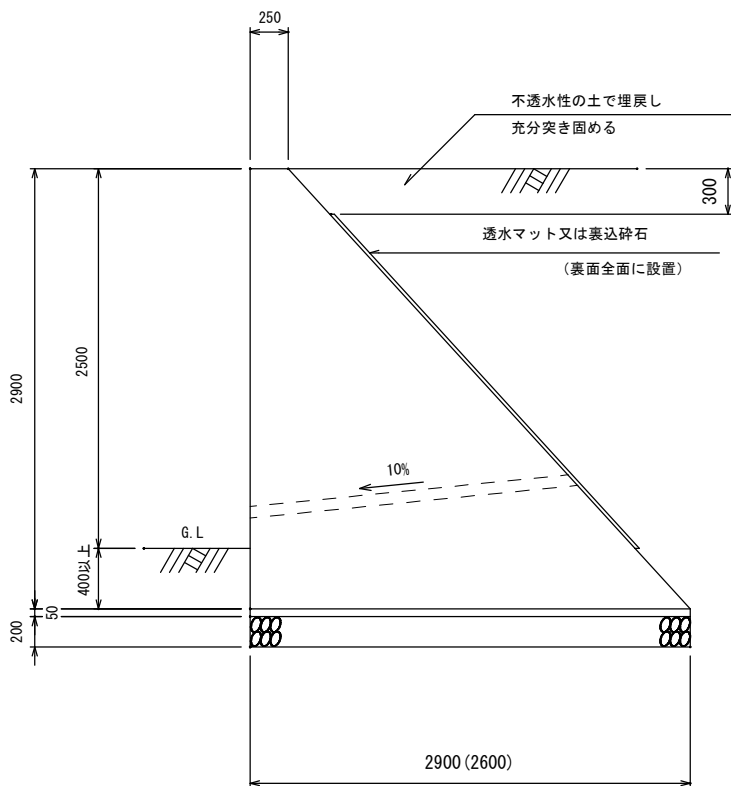 250
不透水性の土で埋戻し
充分突き固める
300
透水マット又は裏込砕石
（裏面全面に設置）
2900
2500
10%
G.L
400以上
50
200
2900(2600)